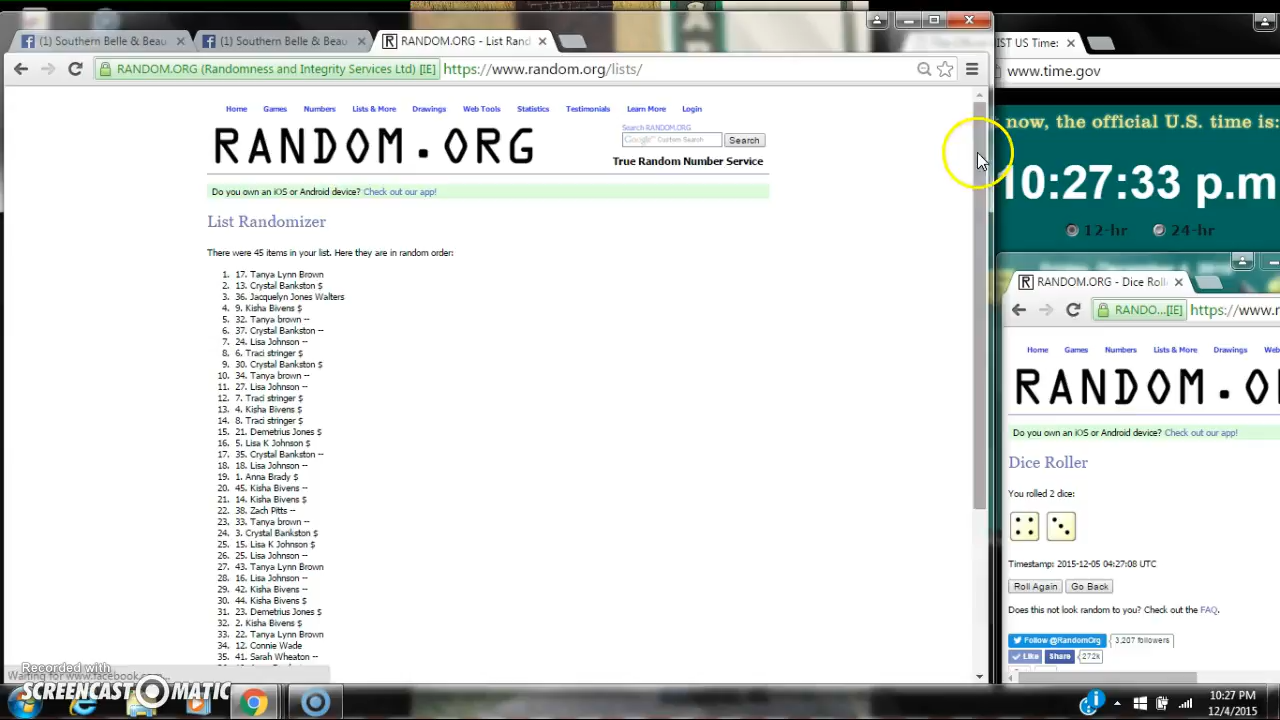 (1) Southern Belle & Beau
(1) Southern Belle & Beau
RANDOM.ORG - List Rand
RANDOM.ORG (Randomness and Integrity Services Ltd) [IE]
https://www.random.org/lists/
Home Games Numbers Lists & More Drawings Web Tools Statistics Testimonials Learn More Login
RANDOM.ORG
Search RANDOM.ORG
Google Custom Search
Search
True Random Number Service
Do you own an iOS or Android device? Check out our app!
List Randomizer
There were 45 items in your list. Here they are in random order:
1. 17. Tanya Lynn Brown
2. 13. Crystal Bankston $
3. 36. Jacquelyn Jones Walters
4. 9. Kisha Bivens $
5. 32. Tanya brown --
6. 37. Crystal Bankston --
7. 24. Lisa Johnson --
8. 6. Traci stringer $
9. 30. Crystal Bankston $
10. 34. Tanya brown --
11. 27. Lisa Johnson --
12. 7. Traci stringer $
13. 4. Kisha Bivens $
14. 8. Traci stringer $
15. 21. Demetrius Jones $
16. 5. Lisa K Johnson $
17. 35. Crystal Bankston --
18. 18. Lisa Johnson --
19. 1. Anna Brady $
20. 45. Kisha Bivens --
21. 14. Kisha Bivens $
22. 38. Zach Pitts --
23. 33. Tanya brown --
24. 3. Crystal Bankston $
25. 15. Lisa K Johnson $
26. 25. Lisa Johnson --
27. 43. Tanya Lynn Brown
28. 16. Lisa Johnson --
29. 42. Kisha Bivens --
30. 44. Kisha Bivens $
31. 23. Demetrius Jones $
32. 2. Kisha Bivens $
33. 22. Tanya Lynn Brown
34. 12. Connie Wade
35. 41. Sarah Wheaton --
Waiting for www.facebook.
Recorded with
SCREENCAST MATIC
IST US Time:
www.time.gov
now, the official U.S. time is:
10:27:33 p.m
12-hr 24-hr
RANDOM.ORG - Dice Rolle
RANDO...[IE]
https://www.r
Home Games Numbers Lists & More Drawings Web
RANDOM.O
Do you own an iOS or Android device? Check out our app!
Dice Roller
You rolled 2 dice:
Timestamp: 2015-12-05 04:27:08 UTC
Roll Again Go Back
Does this not look random to you? Check out the FAQ.
Follow @RandomOrg
3,207 followers
Like Share 272k
10:27 PM
12/4/2015